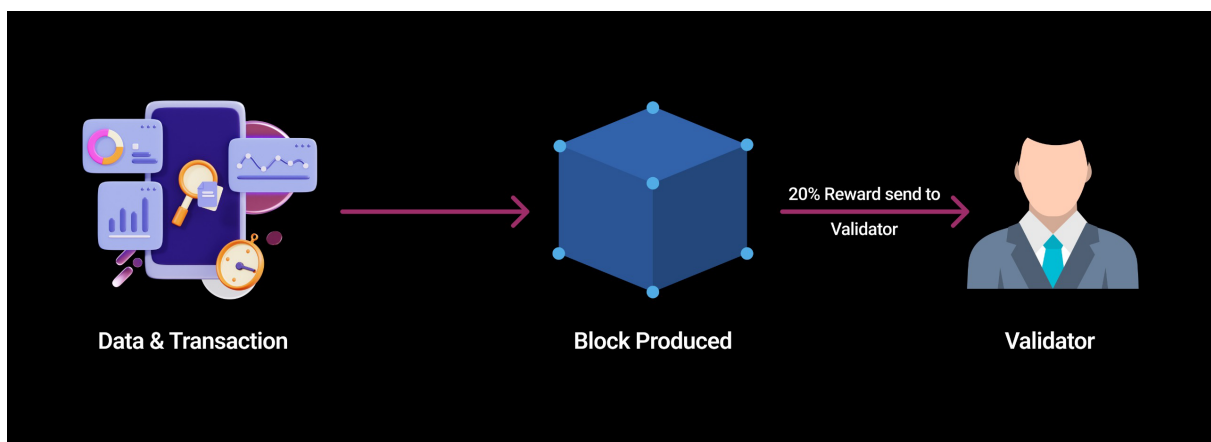 20% Reward send to
Validator
Data & Transaction
Block Produced
Validator